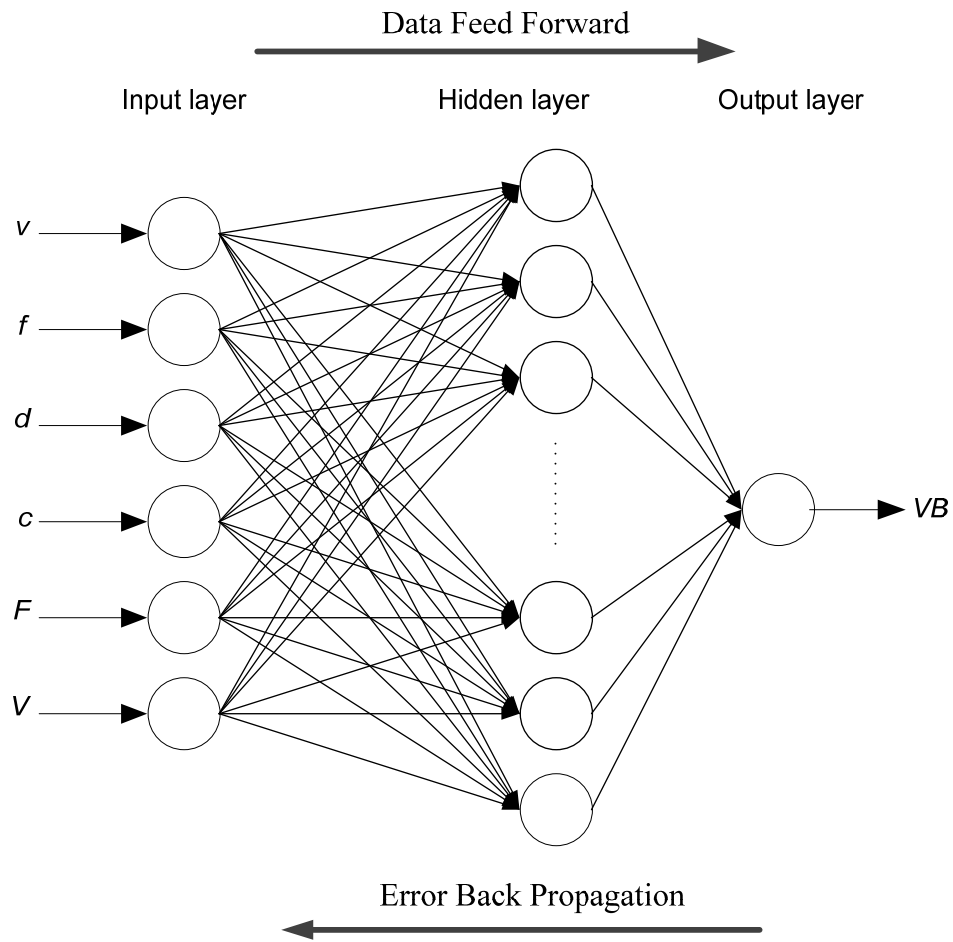 Data Feed Forward
Input layer
Hidden layer
Output layer
v
f
d
c
F
V
VB
Error Back Propagation